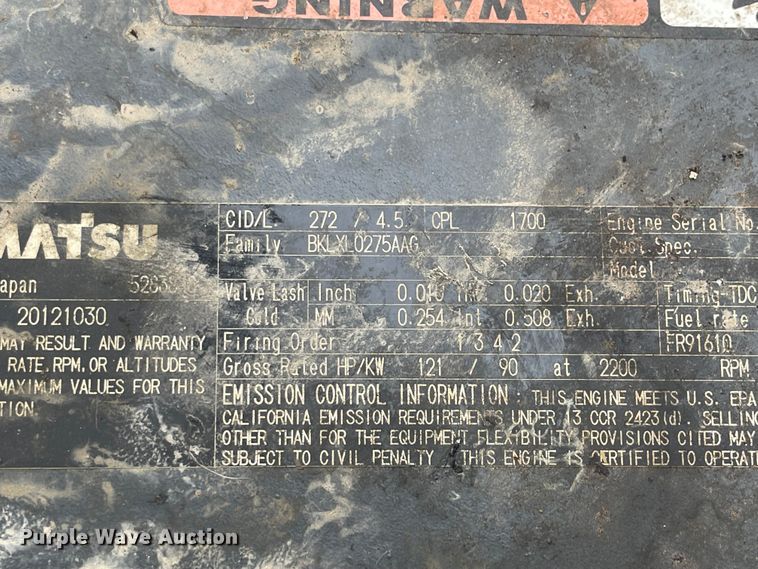 WARNING
CID/L 272 / 4.5 CPL 1700 Engine Serial No.
MATSU
Family BKLXL0275AAG Cust Spec.
Model
apan
Valve Lash Inch 0.010 Int. 0.020 Exh. Timing-TDC
20121030
Cold MM 0.254 Int 0.508 Exh. Fuel rate
MAY RESULT AND WARRANTY
Firing Order 1 3 4 2 FR91610
RATE, RPM, OR ALTITUDES
Gross Rated HP/KW 121 / 90 at 2200 RPM
MAXIMUM VALUES FOR THIS
TION.
EMISSION CONTROL INFORMATION : THIS ENGINE MEETS U.S. EPA
CALIFORNIA EMISSION REQUIREMENTS UNDER 13 CCR 2423(d). SELLING
OTHER THAN FOR THE EQUIPMENT FLEXIBILITY PROVISIONS CITED MAY
SUBJECT TO CIVIL PENALTY. THIS ENGINE IS CERTIFIED TO OPERAT
Purple Wave Auction